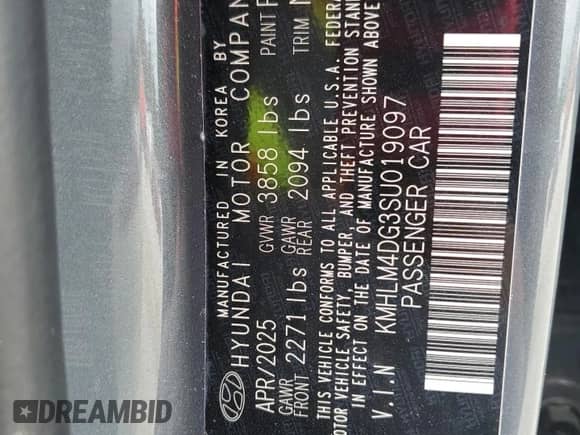 MANUFACTURED IN KOREA BY
HYUNDAI MOTOR COMPAN
APR/2025 GVWR 3858 lbs PAINT
GAWR FRONT 2271 lbs GAWR REAR 2094 lbs TRIM
THIS VEHICLE CONFORMS TO ALL APPLICABLE U.S.A. FEDERA
MOTOR VEHICLE SAFETY, BUMPER, AND THEFT PREVENTION STAN
IN EFFECT ON THE DATE OF MANUFACTURE SHOWN ABOVE
V.I.N KMHLM4DG3SU019097
PASSENGER CAR
DREAMBID